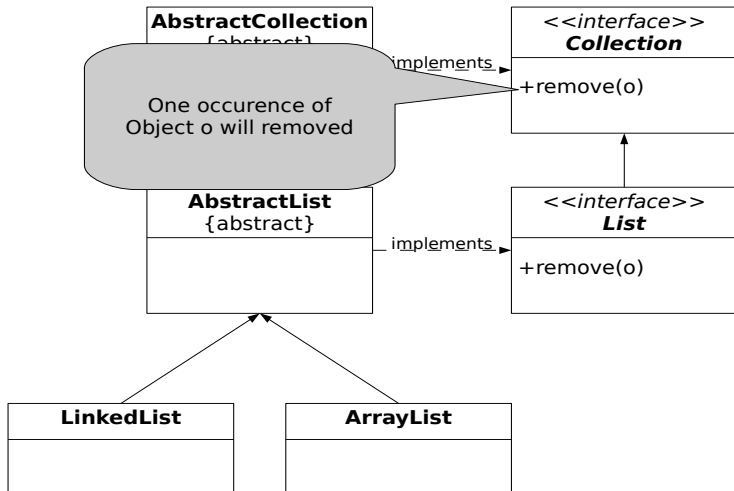 AbstractCollection
{abstract}
implements
<<interface>>
Collection
+remove(o)
One occurence of
Object o will removed
AbstractList
{abstract}
implements
<<interface>>
List
+remove(o)
LinkedList
ArrayList